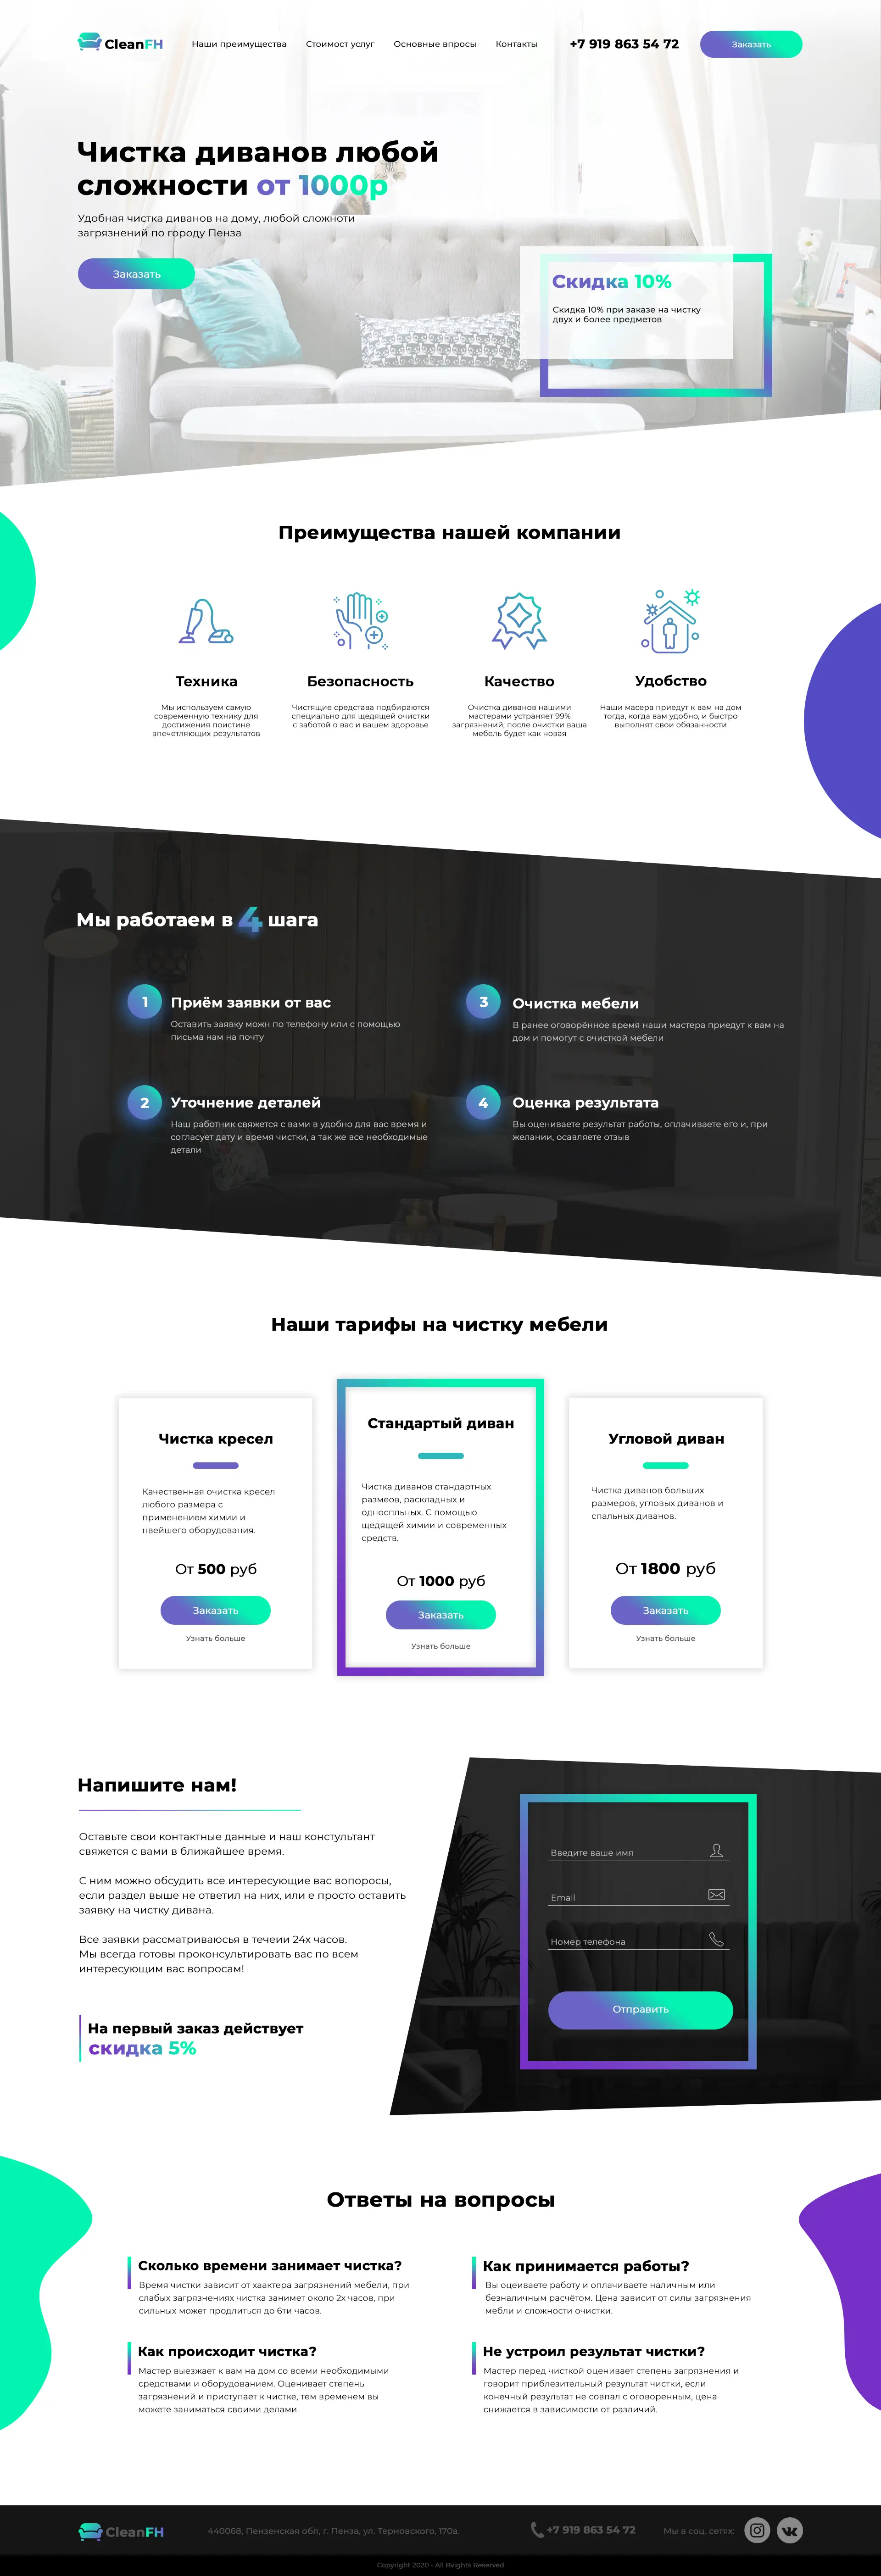 CleanFH
Наши преимущества
Стоимост услуг
Основные впросы
Контакты
+7 919 863 54 72
Заказать
Чистка диванов любой
сложности от 1000р
Удобная чистка диванов на дому, любой сложноти
загрязнений по городу Пенза
Заказать
Скидка 10%
Скидка 10% при заказе на чистку
двух и более предметов
Преимущества нашей компании
Техника
Мы используем самую
современную технику для
достижения поистине
впечетляющих результатов
Безопасность
Чистящие средстава подбираются
специально для щедящей очистки
с заботой о вас и вашем здоровье
Качество
Очистка диванов нашими
мастерами устраняет 99%
загрязнений, после очистки ваша
мебель будет как новая
Удобство
Наши масера приедут к вам на дом
тогда, когда вам удобно, и быстро
выполнят свои обязанности
Мы работаем в 4 шага
1
Приём заявки от вас
Оставить заявку можн по телефону или с помощью
письма нам на почту
3
Очистка мебели
В ранее оговорённое время наши мастера приедут к вам на
дом и помогут с очисткой мебели
2
Уточнение деталей
Наш работник свяжется с вами в удобно для вас время и
согласует дату и время чистки, а так же все необходимые
детали
4
Оценка результата
Вы оцениваете результат работы, оплачиваете его и, при
желании, осавляете отзыв
Наши тарифы на чистку мебели
Чистка кресел
Качественная очистка кресел
любого размера с
применением химии и
нвейшего оборудования.
От 500 руб
Заказать
Узнать больше
Стандартый диван
Чистка диванов стандартных
размеов, раскладных и
односплльных. С помощью
щедящей химии и современных
средств.
От 1000 руб
Заказать
Узнать больше
Угловой диван
Чистка диванов больших
размеров, угловых диванов и
спальных диванов.
От 1800 руб
Заказать
Узнать больше
Напишите нам!
Оставьте свои контактные данные и наш констультант
свяжется с вами в ближайшее время.
С ним можно обсудить все интересующие вас вопоросы,
если раздел выше не ответил на них, или е просто оставить
заявку на чистку дивана.
Все заявки рассматриваюсья в течеии 24х часов.
Мы всегда готовы проконсультировать вас по всем
интересующим вас вопросам!
На первый заказ действует
скидка 5%
Введите ваше имя
Email
Номер телефона
Отправить
Ответы на вопросы
Сколько времени занимает чистка?
Время чистки зависит от хаактера загрязнений мебели, при
слабых загрязнениях чистка занимет около 2х часов, при
сильных может продлиться до 6ти часов.
Как принимается работы?
Вы оцеиваете работу и оплачиваете наличным или
безналичным расчётом. Цена зависит от силы загрязнения
мебли и сложности очистки.
Как происходит чистка?
Мастер выезжает к вам на дом со всеми необходимыми
средствами и оборудованием. Оценивает степень
загрязнений и приступает к чистке, тем временем вы
можете заниматься своими делами.
Не устроил результат чистки?
Мастер перед чисткой оценивает степень загрязнения и
говорит приблезительный результат чистки, если
конечный результат не совпал с оговоренным, цена
снижается в зависимости от различий.
CleanFH
440068, Пензенская обл, г. Пенза, ул. Терновского, 170а.
+7 919 863 54 72
Мы в соц. сетях:
Copyright 2020 - All Rvights Reserved